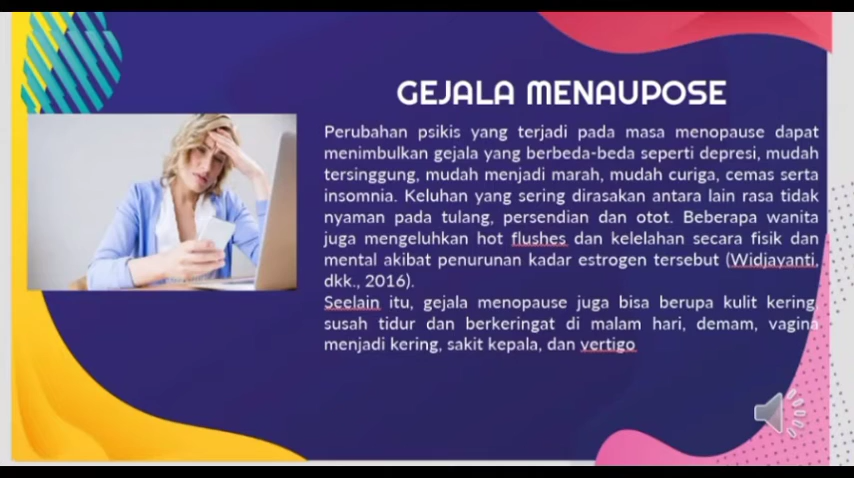 GEJALA MENAUPOSE
Perubahan psikis yang terjadi pada masa menopause dapat
menimbulkan gejala yang berbeda-beda seperti depresi, mudah
tersinggung, mudah menjadi marah, mudah curiga, cemas serta
insomnia. Keluhan yang sering dirasakan antara lain rasa tidak
nyaman pada tulang, persendian dan otot. Beberapa wanita
juga mengeluhkan hot flushes dan kelelahan secara fisik dan
mental akibat penurunan kadar estrogen tersebut (Widjayanti,
dkk., 2016).
Seelain itu, gejala menopause juga bisa berupa kulit kering,
susah tidur dan berkeringat di malam hari, demam, vagina
menjadi kering, sakit kepala, dan vertigo